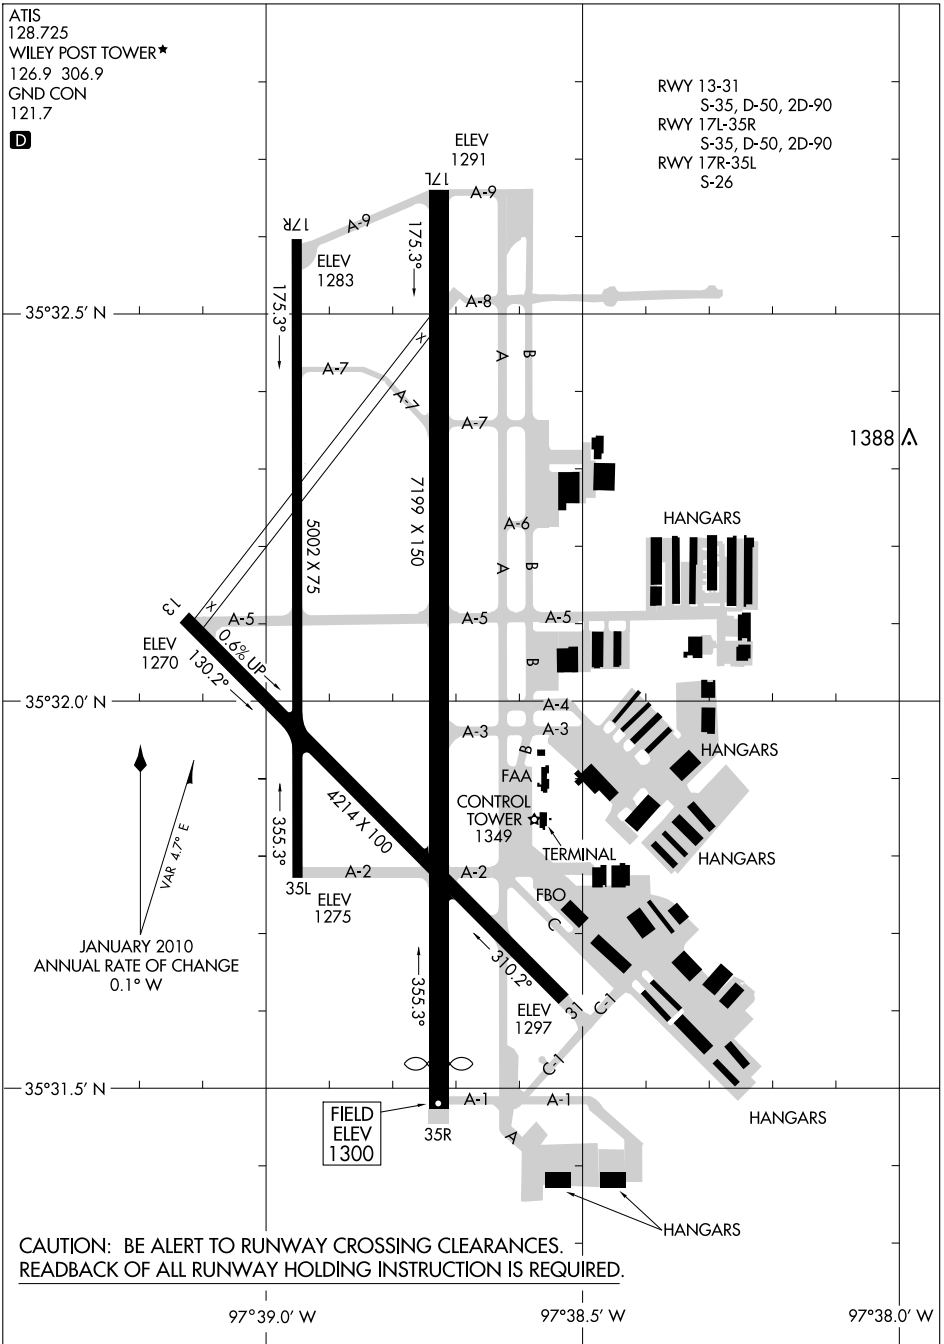 ATIS
128.725
WILEY POST TOWER★
126.9 306.9
GND CON
121.7
D
RWY 13-31
S-35, D-50, 2D-90
RWY 17L-35R
S-35, D-50, 2D-90
RWY 17R-35L
S-26
ELEV
1291
17L
A-9
A-9
17R
175.3°
ELEV
1283
175.3°
A-8
35°32.5' N
X
A
B
A-7
A-7
A-7
1388
7199 X 150
5002 X 75
A-6
HANGARS
A
B
13
X
A-5
A-5
A-5
ELEV
1270
0.6% UP
130.2°
B
35°32.0' N
A-4
A-3
A-3
B
HANGARS
FAA
CONTROL
TOWER
1349
4214 X 100
VAR 4.7° E
355.3°
TERMINAL
HANGARS
A-2
A-2
35L
ELEV
1275
FBO
C
JANUARY 2010
ANNUAL RATE OF CHANGE
0.1° W
310.2°
355.3°
ELEV
1297
31
C-1
C-1
35°31.5' N
A-1
A-1
FIELD
ELEV
1300
35R
A
HANGARS
HANGARS
CAUTION: BE ALERT TO RUNWAY CROSSING CLEARANCES.
READBACK OF ALL RUNWAY HOLDING INSTRUCTION IS REQUIRED.
97°39.0' W
97°38.5' W
97°38.0' W